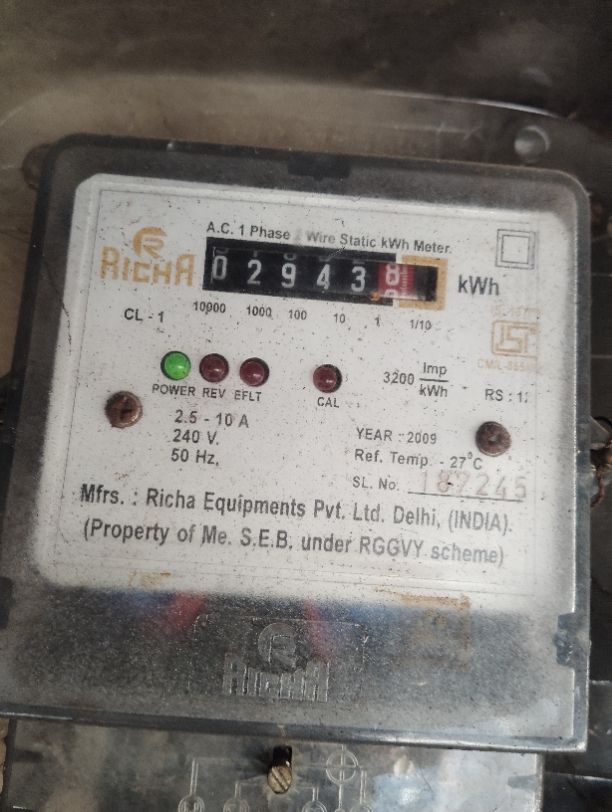 A.C. 1 Phase Wire Static kWh Meter.
RICHA
0 2 9 4 3 8
kWh
CL - 1
10000 1000 100 10 1 1/10
ISI
POWER REV EFLT
CAL
3200 Imp/kWh
2.5 - 10 A
240 V.
50 Hz.
YEAR : 2009
Ref. Temp. 27°C
SL. No. 187245
Mfrs. : Richa Equipments Pvt. Ltd. Delhi, (INDIA).
(Property of Me. S.E.B. under RGGVY scheme)
RICHA